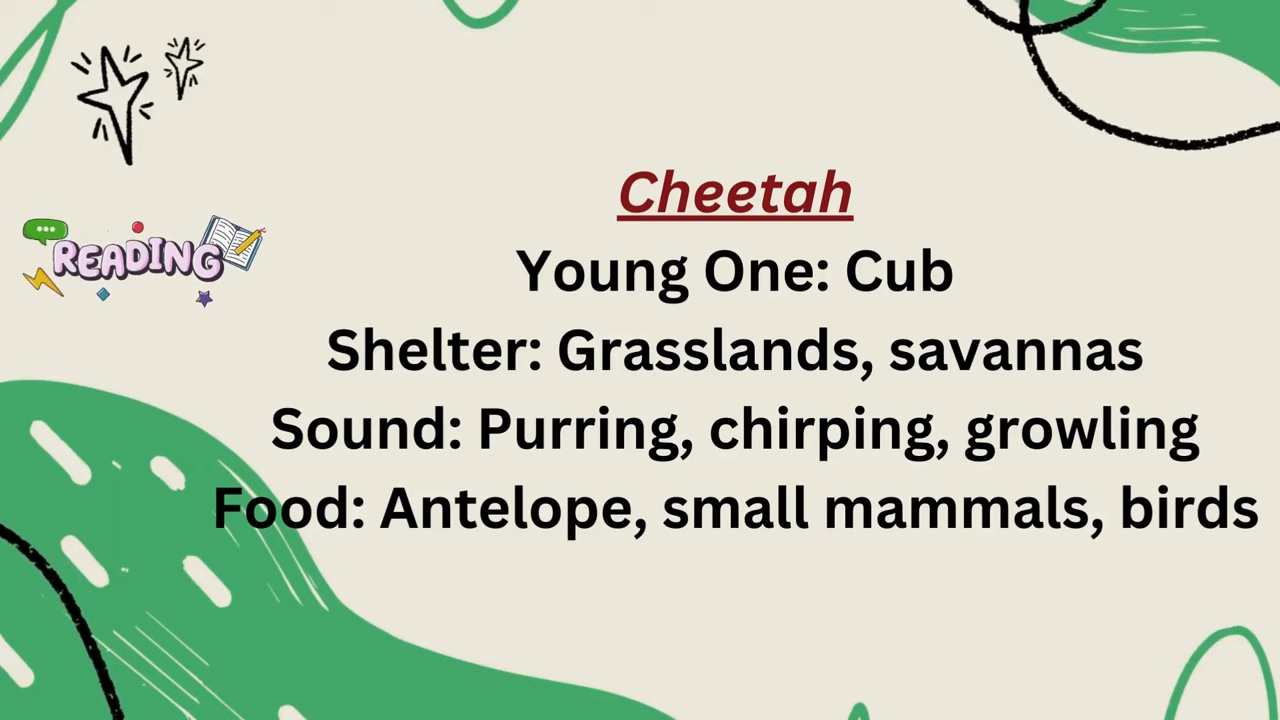 Cheetah
READING
Young One: Cub
Shelter: Grasslands, savannas
Sound: Purring, chirping, growling
Food: Antelope, small mammals, birds